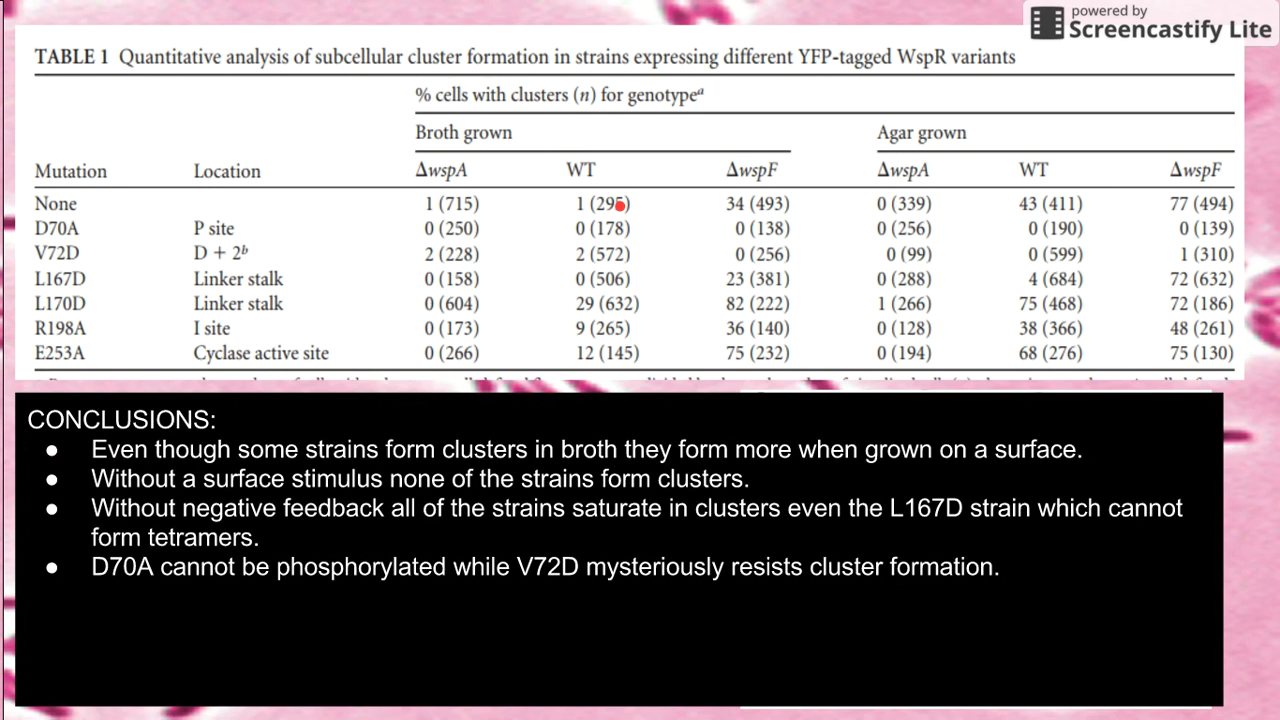 powered by
Screencastify Lite
TABLE 1 Quantitative analysis of subcellular cluster formation in strains expressing different YFP-tagged WspR variants
% cells with clusters (n) for genotypeᵃ
Broth grown Agar grown
Mutation Location ΔwspA WT ΔwspF ΔwspA WT ΔwspF
None 1 (715) 1 (295) 34 (493) 0 (339) 43 (411) 77 (494)
D70A P site 0 (250) 0 (178) 0 (138) 0 (256) 0 (190) 0 (139)
V72D D + 2ᵇ 2 (228) 2 (572) 0 (256) 0 (99) 0 (599) 1 (310)
L167D Linker stalk 0 (158) 0 (506) 23 (381) 0 (288) 4 (684) 72 (632)
L170D Linker stalk 0 (604) 29 (632) 82 (222) 1 (266) 75 (468) 72 (186)
R198A I site 0 (173) 9 (265) 36 (140) 0 (128) 38 (366) 48 (261)
E253A Cyclase active site 0 (266) 12 (145) 75 (232) 0 (194) 68 (276) 75 (130)
CONCLUSIONS:
● Even though some strains form clusters in broth they form more when grown on a surface.
● Without a surface stimulus none of the strains form clusters.
● Without negative feedback all of the strains saturate in clusters even the L167D strain which cannot
form tetramers.
● D70A cannot be phosphorylated while V72D mysteriously resists cluster formation.